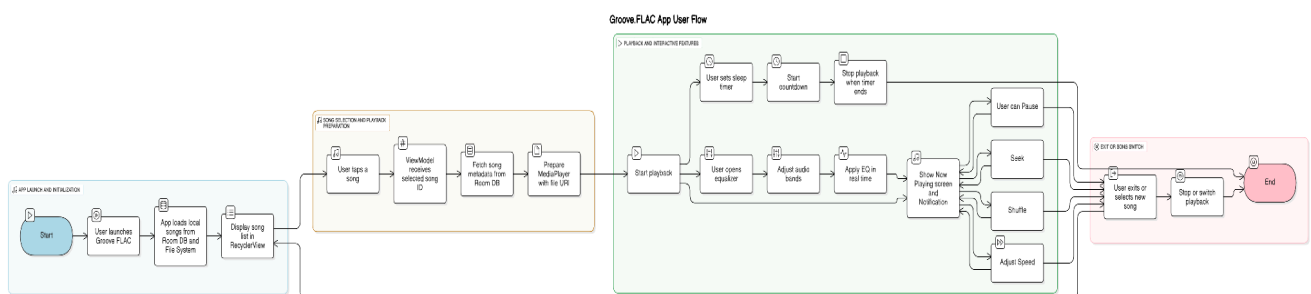 Groove.FLAC App User Flow
APP LAUNCH AND INITIALIZATION
Start
User launches
Groove FLAC
App loads local
songs from
Room DB and
File System
Display song
list in
RecyclerView
SONG SELECTION AND PLAYBACK
PREPARATION
User taps a
song
ViewModel
receives
selected song
ID
Fetch song
metadata from
Room DB
Prepare
MediaPlayer
with file URI
PLAYBACK AND INTERACTIVE FEATURES
Start playback
User sets sleep
timer
Start
countdown
Stop playback
when timer
ends
User opens
equalizer
Adjust audio
bands
Apply EQ in
real time
Show Now
Playing screen
and
Notification
User can Pause
Seek
Shuffle
Adjust Speed
EXIT OR SONG SWITCH
User exits or
selects new
song
Stop or switch
playback
End